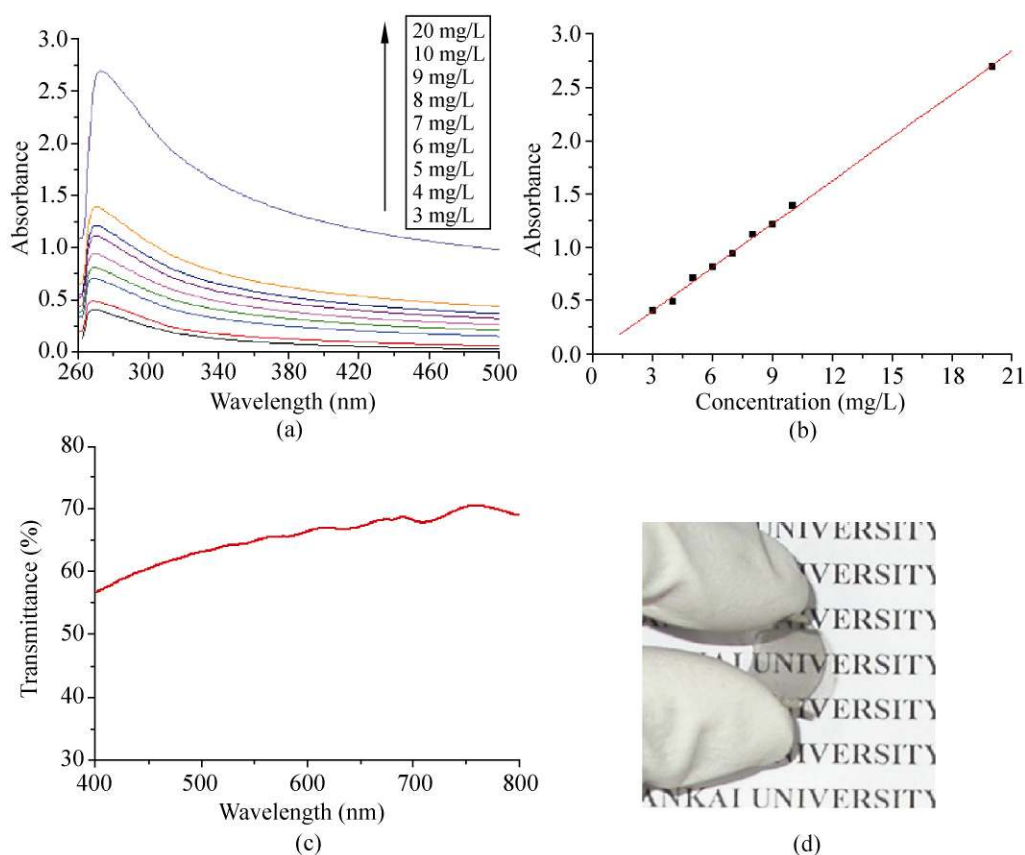 20 mg/L
10 mg/L
9 mg/L
8 mg/L
7 mg/L
6 mg/L
5 mg/L
4 mg/L
3 mg/L
3.0
2.5
2.0
1.5
1.0
0.5
0.0
Absorbance
260 300 340 380 420 460 500
Wavelength (nm)
(a)
3.0
2.5
2.0
1.5
1.0
0.5
0.0
Absorbance
0 3 6 9 12 15 18 21
Concentration (mg/L)
(b)
80
70
60
50
40
30
Transmittance (%)
400 500 600 700 800
Wavelength (nm)
(c)
UNIVERSITY
IVERSITY
UNIVERSITY
KAI UNIVERSITY
IVERSITY
IVERSITY
ANKAI UNIVERSITY
(d)